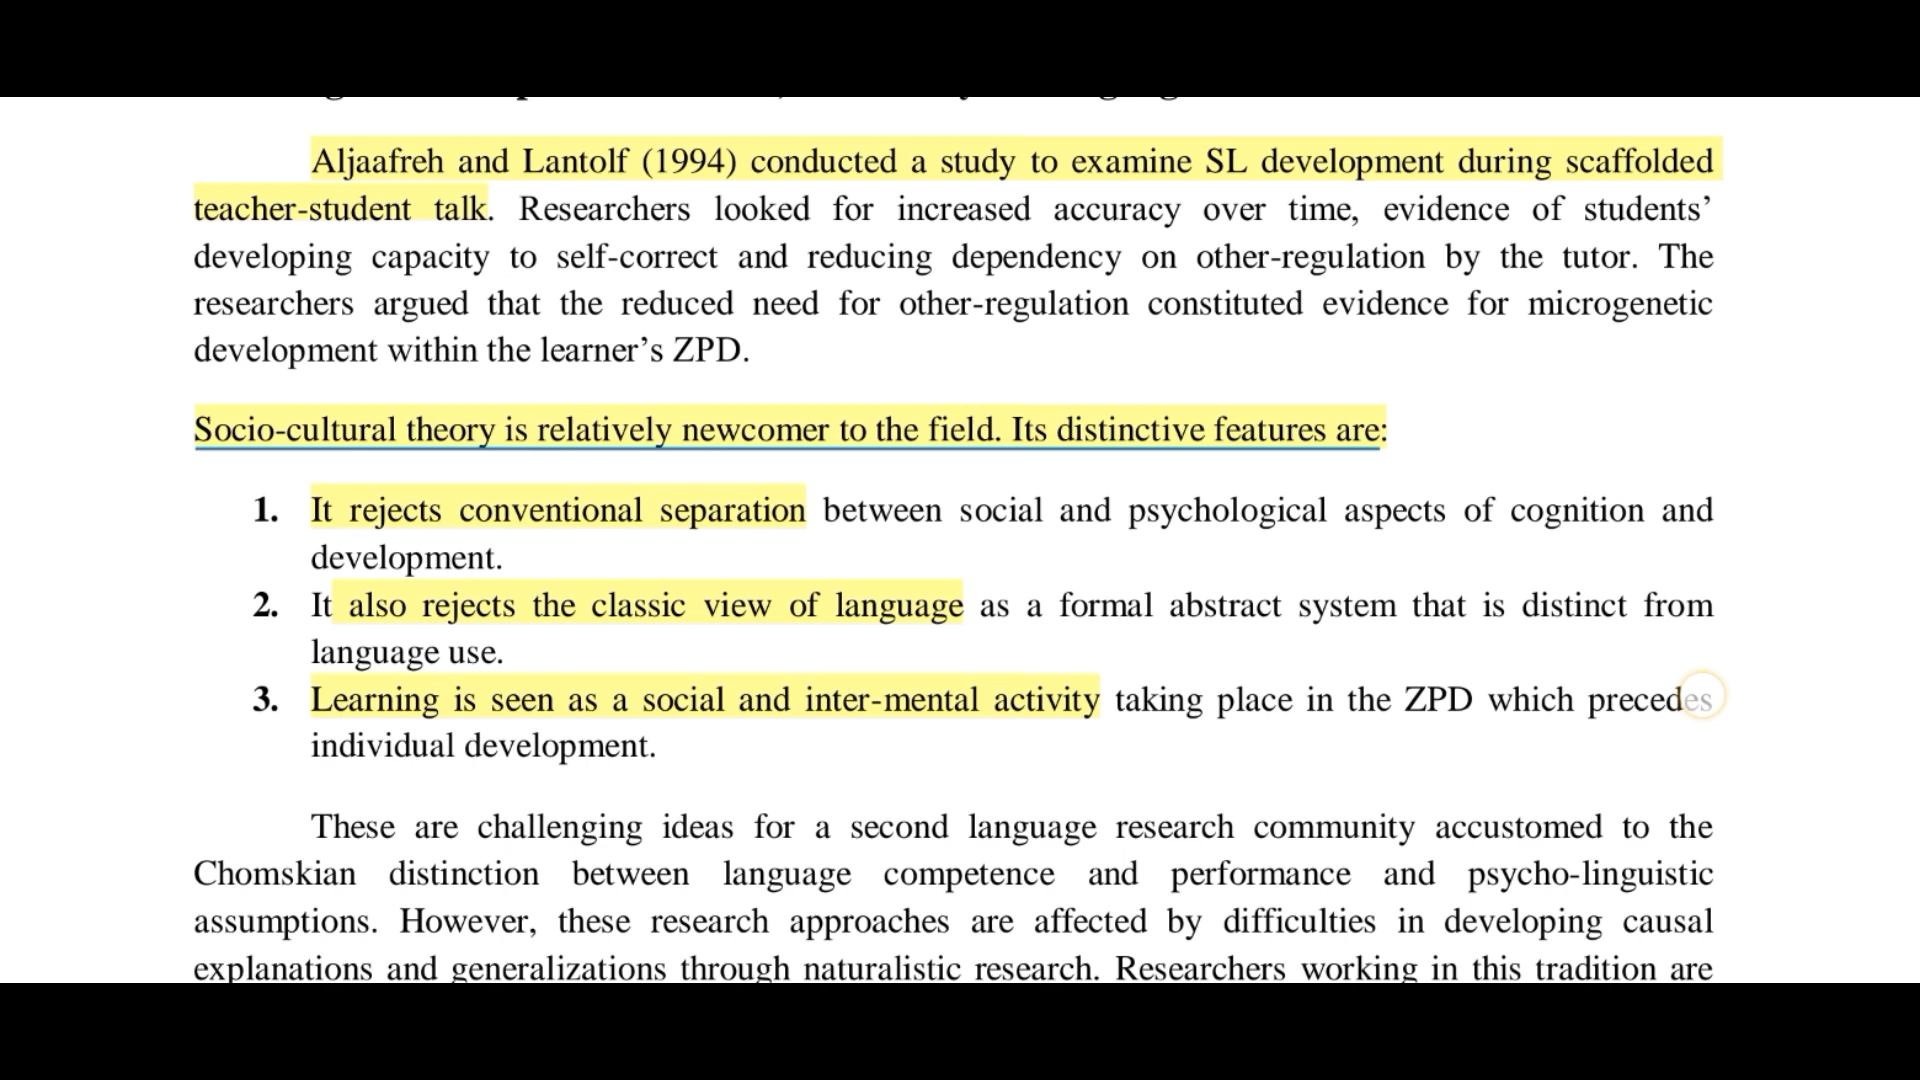 Aljaafreh and Lantolf (1994) conducted a study to examine SL development during scaffolded
teacher-student talk. Researchers looked for increased accuracy over time, evidence of students’
developing capacity to self-correct and reducing dependency on other-regulation by the tutor. The
researchers argued that the reduced need for other-regulation constituted evidence for microgenetic
development within the learner’s ZPD.
Socio-cultural theory is relatively newcomer to the field. Its distinctive features are:
1. It rejects conventional separation between social and psychological aspects of cognition and
development.
2. It also rejects the classic view of language as a formal abstract system that is distinct from
language use.
3. Learning is seen as a social and inter-mental activity taking place in the ZPD which precedes
individual development.
These are challenging ideas for a second language research community accustomed to the
Chomskian distinction between language competence and performance and psycho-linguistic
assumptions. However, these research approaches are affected by difficulties in developing causal
explanations and generalizations through naturalistic research. Researchers working in this tradition are